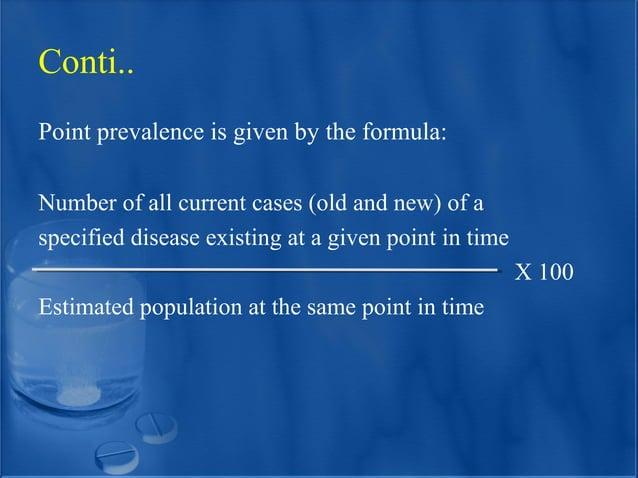 Conti..
Point prevalence is given by the formula:
Number of all current cases (old and new) of a
specified disease existing at a given point in time
X 100
Estimated population at the same point in time